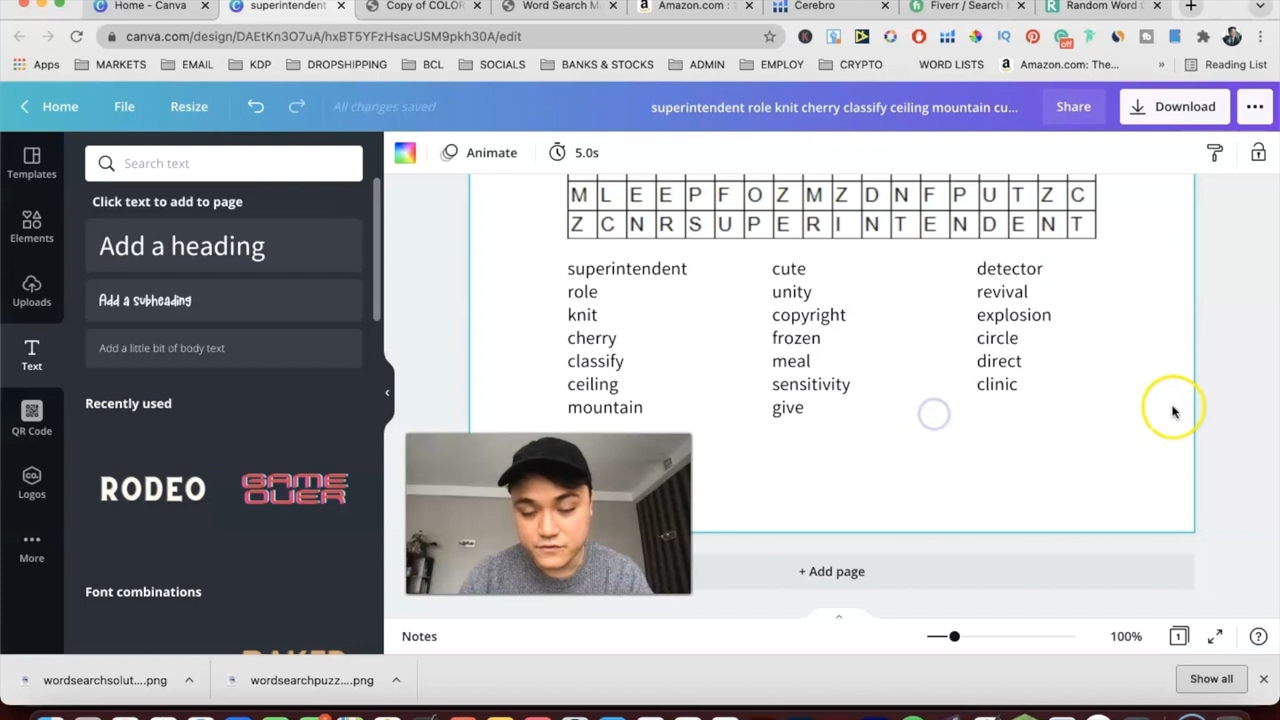 Home - Canva
superintendent
Copy of COLOR
Word Search M
Amazon.com :
Cerebro
Fiverr / Search
Random Word
canva.com/design/DAEtKn3O7uA/hxBT5YFzHsacUSM9pkh30A/edit
off
Apps
MARKETS
EMAIL
KDP
DROPSHIPPING
BCL
SOCIALS
BANKS & STOCKS
ADMIN
EMPLOY
CRYPTO
WORD LISTS
Amazon.com: The...
»
Reading List
Home
File
Resize
All changes saved
superintendent role knit cherry classify ceiling mountain cu...
Share
Download
Templates
Elements
Uploads
Text
QR Code
CO.
Logos
More
Search text
Click text to add to page
Add a heading
Add a subheading
Add a little bit of body text
Recently used
RODEO
GAME
OVER
Font combinations
Animate
5.0s
M L E E P F O Z M Z D N F P U T Z C
Z C N R S U P E R I N T E N D E N T
superintendent cute detector
role unity revival
knit copyright explosion
cherry frozen circle
classify meal direct
ceiling sensitivity clinic
mountain give
+ Add page
Notes
100%
1
?
wordsearchsolut....png
wordsearchpuzz....png
Show all